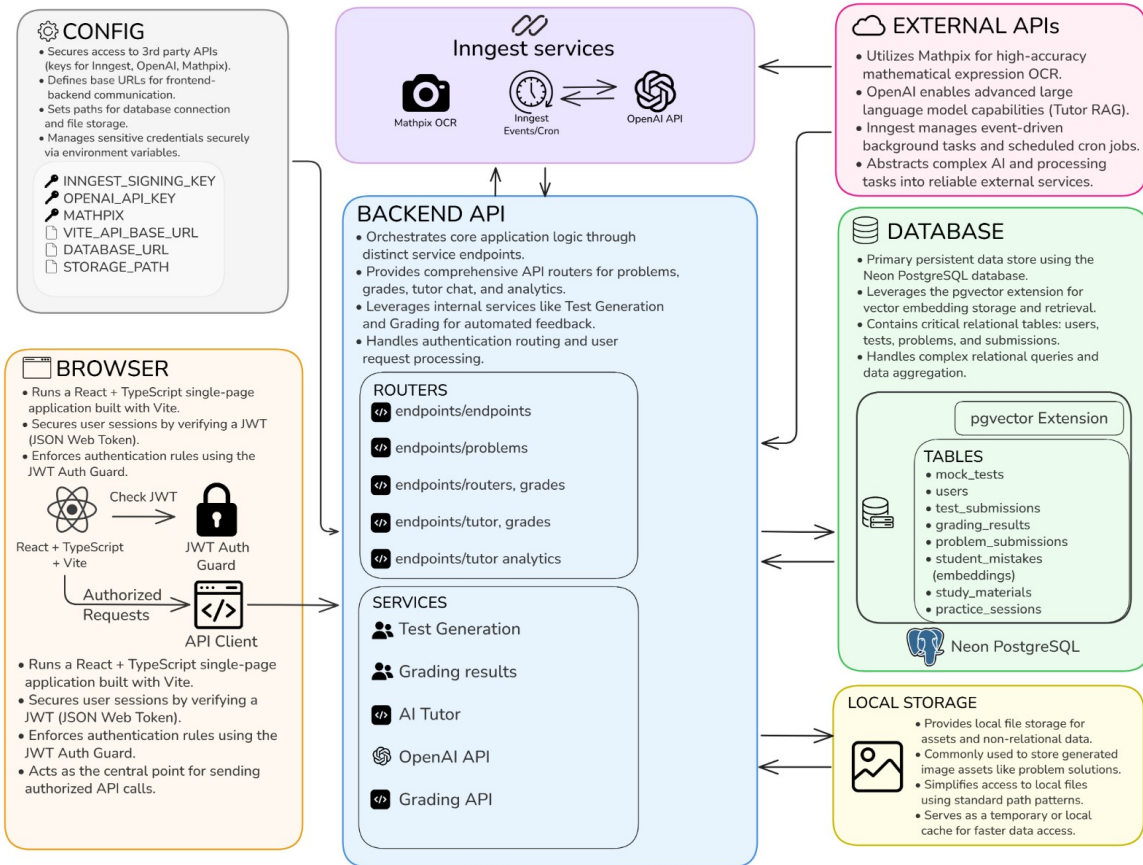 CONFIG
• Secures access to 3rd party APIs
(keys for Inngest, OpenAI, Mathpix).
• Defines base URLs for frontend-
backend communication.
• Sets paths for database connection
and file storage.
• Manages sensitive credentials securely
via environment variables.
INNGEST_SIGNING_KEY
OPENAI_API_KEY
MATHPIX
VITE_API_BASE_URL
DATABASE_URL
STORAGE_PATH
Inngest services
Mathpix OCR
Inngest
Events/Cron
OpenAI API
EXTERNAL APIs
• Utilizes Mathpix for high-accuracy
mathematical expression OCR.
• OpenAI enables advanced large
language model capabilities (Tutor RAG).
• Inngest manages event-driven
background tasks and scheduled cron jobs.
• Abstracts complex AI and processing
tasks into reliable external services.
BROWSER
• Runs a React + TypeScript single-page
application built with Vite.
• Secures user sessions by verifying a JWT
(JSON Web Token).
• Enforces authentication rules using the
JWT Auth Guard.
Check JWT
React + TypeScript
+ Vite
JWT Auth
Guard
Authorized
Requests
API Client
• Runs a React + TypeScript single-page
application built with Vite.
• Secures user sessions by verifying a
JWT (JSON Web Token).
• Enforces authentication rules using the
JWT Auth Guard.
• Acts as the central point for sending
authorized API calls.
BACKEND API
• Orchestrates core application logic through
distinct service endpoints.
• Provides comprehensive API routers for problems,
grades, tutor chat, and analytics.
• Leverages internal services like Test Generation
and Grading for automated feedback.
• Handles authentication routing and user
request processing.
ROUTERS
endpoints/endpoints
endpoints/problems
endpoints/routers, grades
endpoints/tutor, grades
endpoints/tutor analytics
SERVICES
Test Generation
Grading results
AI Tutor
OpenAI API
Grading API
DATABASE
• Primary persistent data store using the
Neon PostgreSQL database.
• Leverages the pgvector extension for
vector embedding storage and retrieval.
• Contains critical relational tables: users,
tests, problems, and submissions.
• Handles complex relational queries and
data aggregation.
pgvector Extension
TABLES
• mock_tests
• users
• test_submissions
• grading_results
• problem_submissions
• student_mistakes
(embeddings)
• study_materials
• practice_sessions
Neon PostgreSQL
LOCAL STORAGE
• Provides local file storage for
assets and non-relational data.
• Commonly used to store generated
image assets like problem solutions.
• Simplifies access to local files
using standard path patterns.
• Serves as a temporary or local
cache for faster data access.